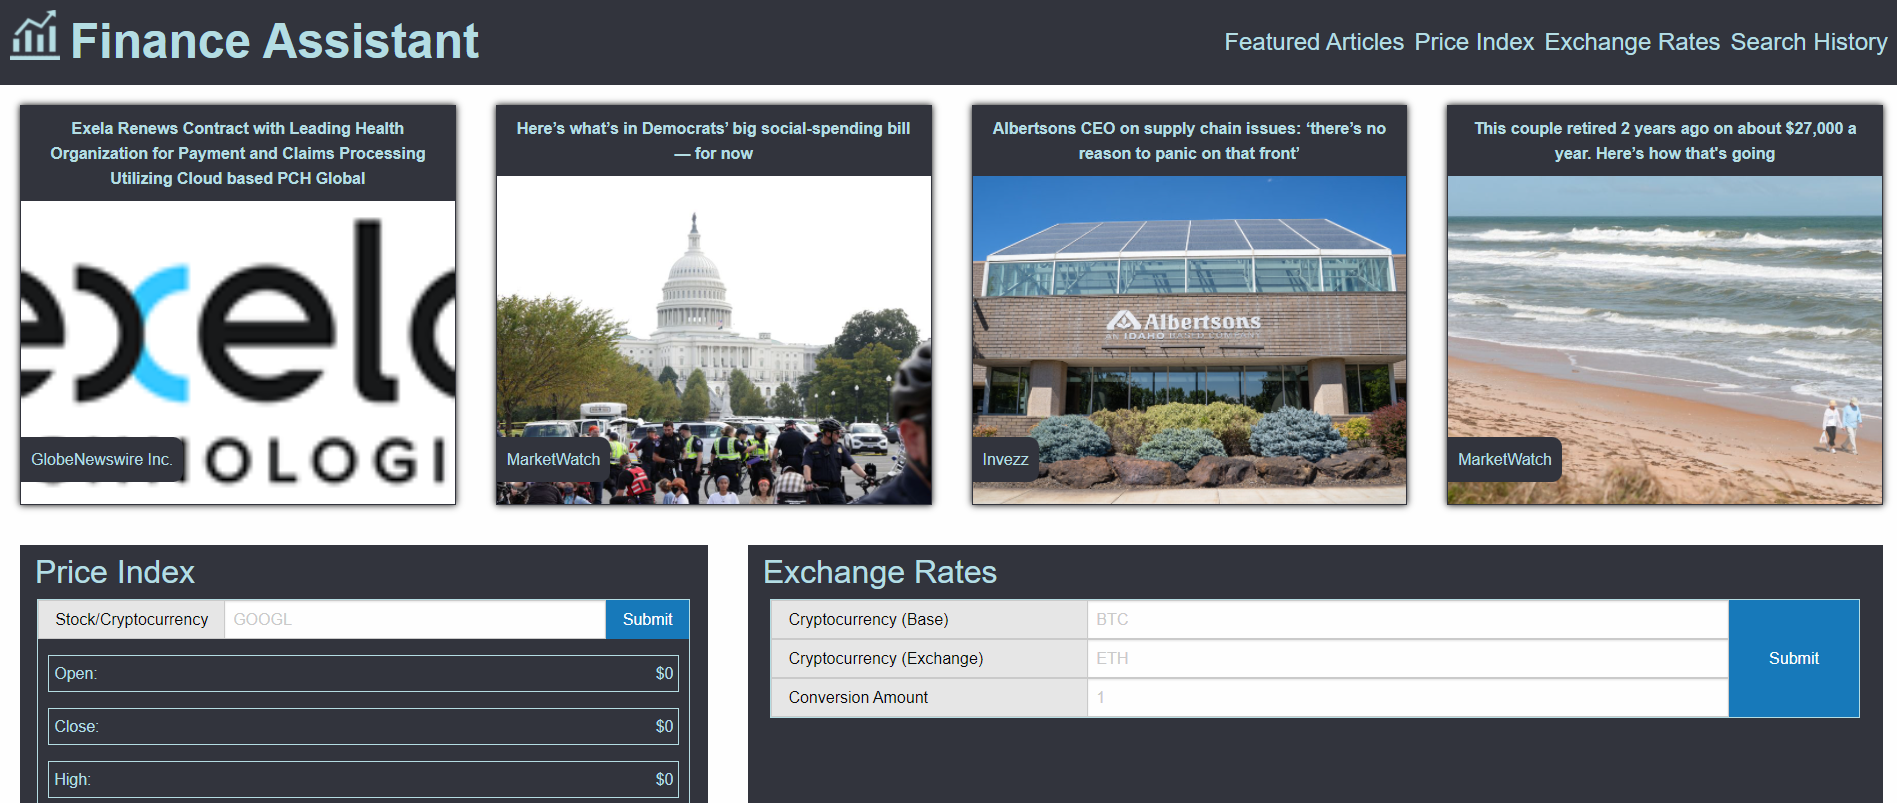 Finance Assistant
Featured Articles Price Index Exchange Rates Search History
Exela Renews Contract with Leading Health
Organization for Payment and Claims Processing
Utilizing Cloud based PCH Global
exela
NOLOGI
GlobeNewswire Inc.
Here’s what’s in Democrats’ big social-spending bill
— for now
MarketWatch
Albertsons CEO on supply chain issues: ‘there’s no
reason to panic on that front’
Albertsons
AN IDAHO BASED COMPANY
Invezz
This couple retired 2 years ago on about $27,000 a
year. Here’s how that's going
MarketWatch
Price Index
Stock/Cryptocurrency GOOGL Submit
Open: $0
Close: $0
High: $0
Exchange Rates
Cryptocurrency (Base) BTC
Cryptocurrency (Exchange) ETH
Conversion Amount 1
Submit